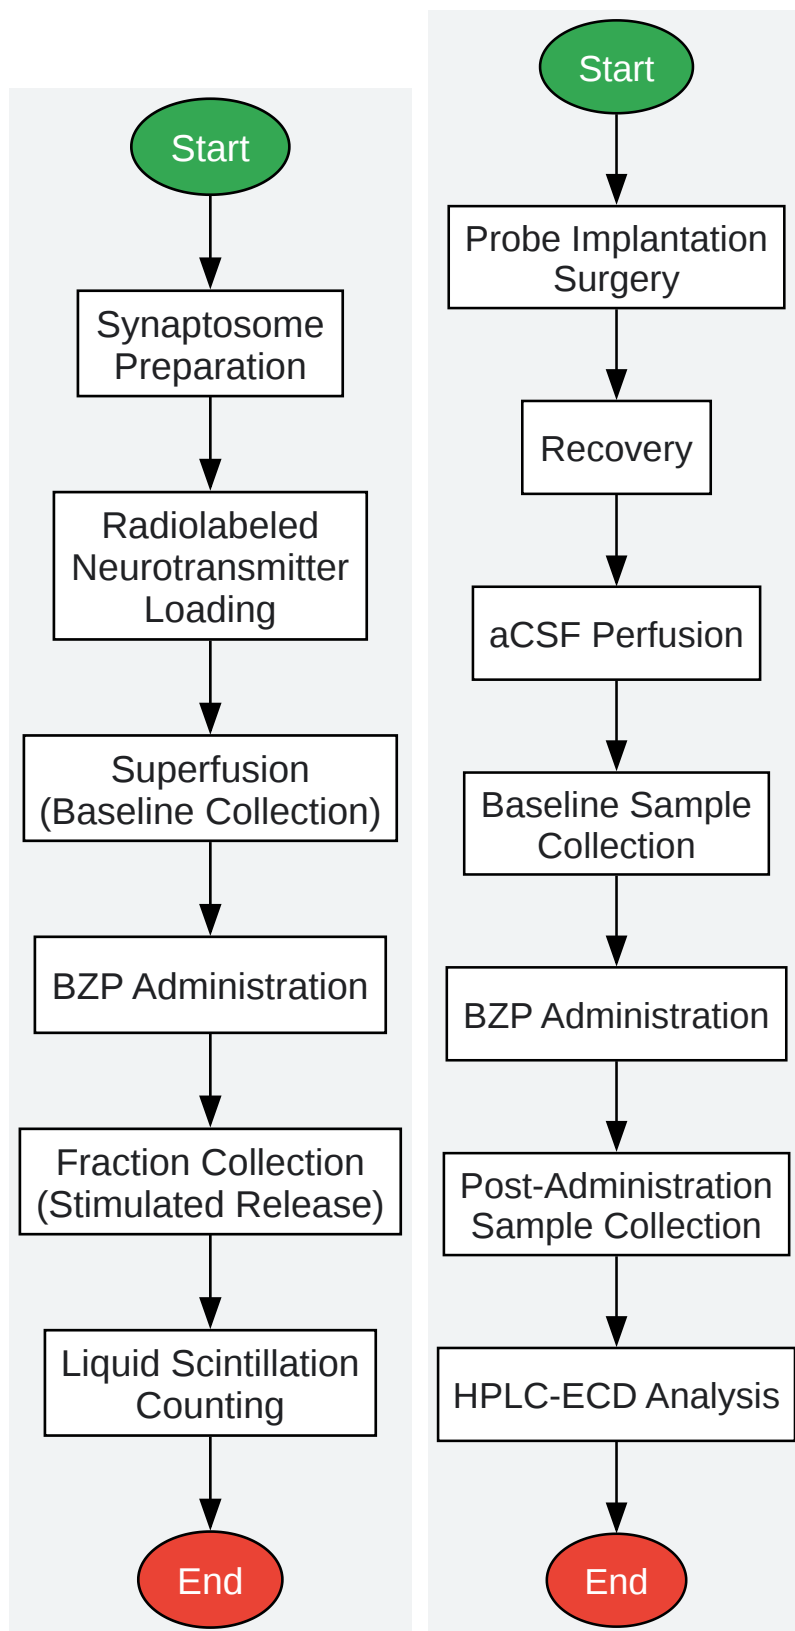 Start
Synaptosome
Preparation
Radiolabeled
Neurotransmitter
Loading
Superfusion
(Baseline Collection)
BZP Administration
Fraction Collection
(Stimulated Release)
Liquid Scintillation
Counting
End
Start
Probe Implantation
Surgery
Recovery
aCSF Perfusion
Baseline Sample
Collection
BZP Administration
Post-Administration
Sample Collection
HPLC-ECD Analysis
End